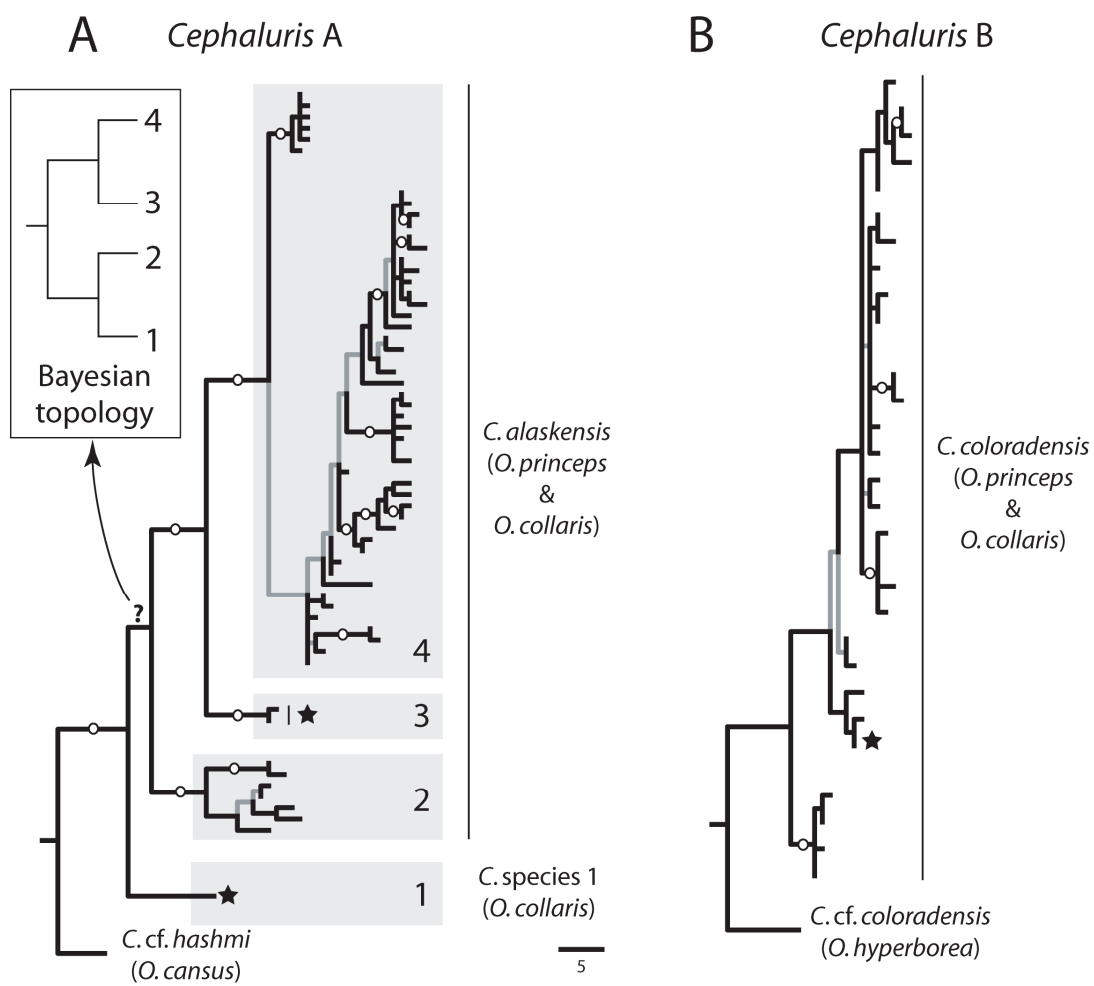 A Cephaluris A
B Cephaluris B
4
3
2
1
Bayesian
topology
?
4
3
2
1
C. alaskensis
(O. princeps
&
O. collaris)
C. species 1
(O. collaris)
C. cf. hashmi
(O. cansus)
5
C. coloradensis
(O. princeps
&
O. collaris)
C. cf. coloradensis
(O. hyperborea)